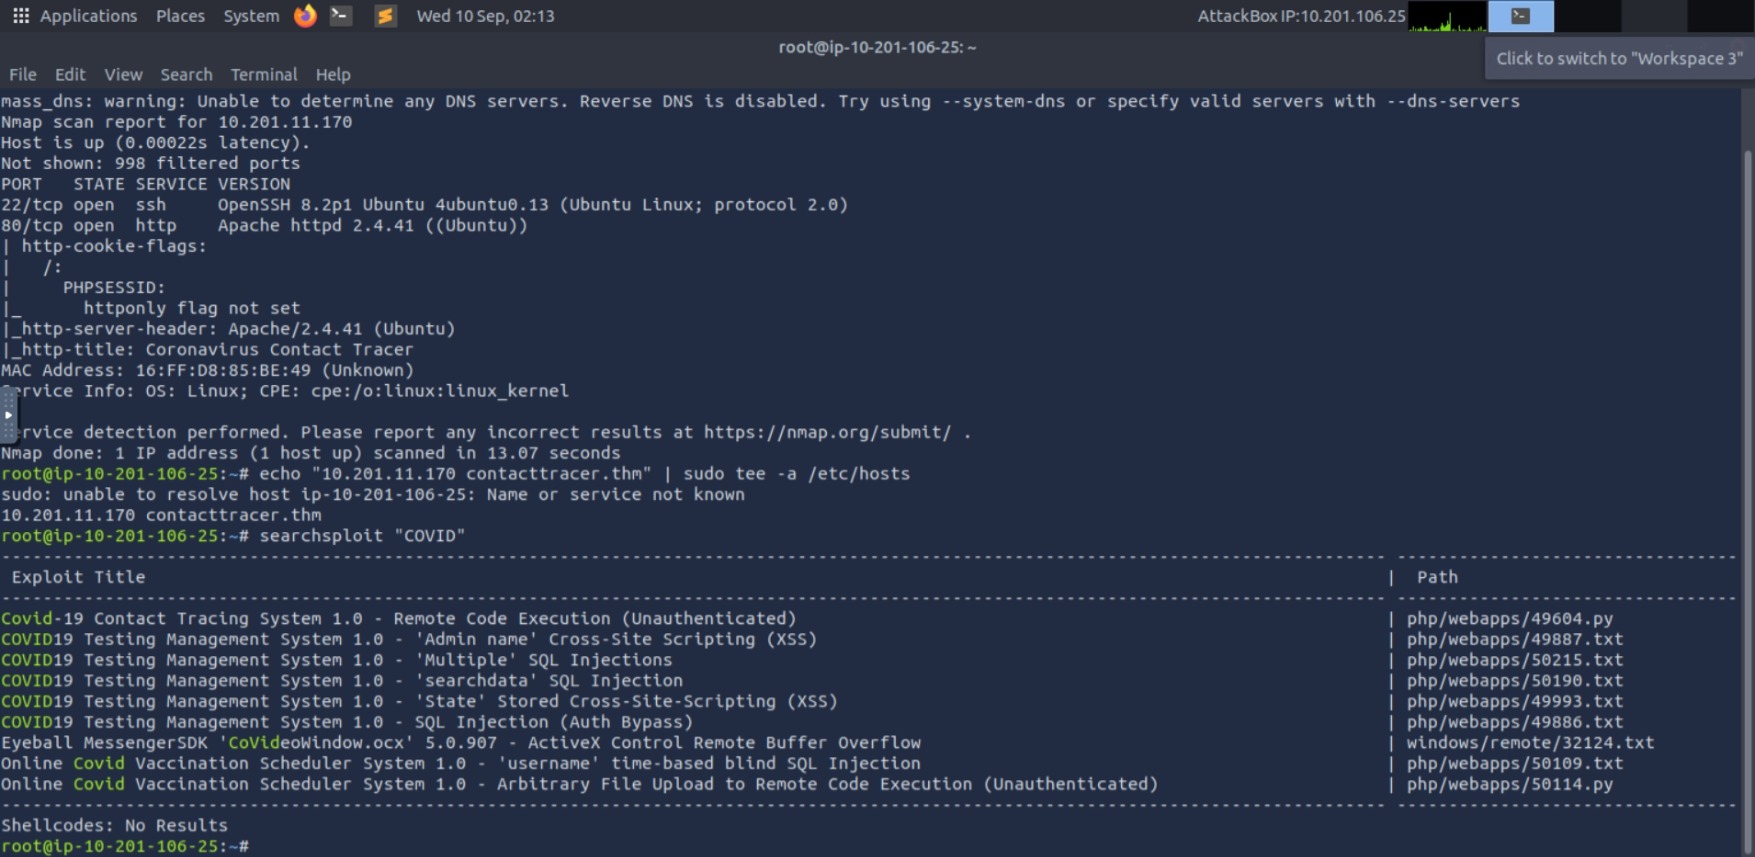 Applications Places System Wed 10 Sep, 02:13 AttackBox IP:10.201.106.25
root@ip-10-201-106-25: ~
Click to switch to "Workspace 3"
File Edit View Search Terminal Help
mass_dns: warning: Unable to determine any DNS servers. Reverse DNS is disabled. Try using --system-dns or specify valid servers with --dns-servers
Nmap scan report for 10.201.11.170
Host is up (0.00022s latency).
Not shown: 998 filtered ports
PORT   STATE SERVICE VERSION
22/tcp open  ssh     OpenSSH 8.2p1 Ubuntu 4ubuntu0.13 (Ubuntu Linux; protocol 2.0)
80/tcp open  http    Apache httpd 2.4.41 ((Ubuntu))
| http-cookie-flags:
|   /:
|     PHPSESSID:
|_      httponly flag not set
|_http-server-header: Apache/2.4.41 (Ubuntu)
|_http-title: Coronavirus Contact Tracer
MAC Address: 16:FF:D8:85:BE:49 (Unknown)
ervice Info: OS: Linux; CPE: cpe:/o:linux:linux_kernel
ervice detection performed. Please report any incorrect results at https://nmap.org/submit/ .
Nmap done: 1 IP address (1 host up) scanned in 13.07 seconds
root@ip-10-201-106-25:~# echo "10.201.11.170 contacttracer.thm" | sudo tee -a /etc/hosts
sudo: unable to resolve host ip-10-201-106-25: Name or service not known
10.201.11.170 contacttracer.thm
root@ip-10-201-106-25:~# searchsploit "COVID"
Exploit Title | Path
Covid-19 Contact Tracing System 1.0 - Remote Code Execution (Unauthenticated) | php/webapps/49604.py
COVID19 Testing Management System 1.0 - 'Admin name' Cross-Site Scripting (XSS) | php/webapps/49887.txt
COVID19 Testing Management System 1.0 - 'Multiple' SQL Injections | php/webapps/50215.txt
COVID19 Testing Management System 1.0 - 'searchdata' SQL Injection | php/webapps/50190.txt
COVID19 Testing Management System 1.0 - 'State' Stored Cross-Site-Scripting (XSS) | php/webapps/49993.txt
COVID19 Testing Management System 1.0 - SQL Injection (Auth Bypass) | php/webapps/49886.txt
Eyeball MessengerSDK 'CoVideoWindow.ocx' 5.0.907 - ActiveX Control Remote Buffer Overflow | windows/remote/32124.txt
Online Covid Vaccination Scheduler System 1.0 - 'username' time-based blind SQL Injection | php/webapps/50109.txt
Online Covid Vaccination Scheduler System 1.0 - Arbitrary File Upload to Remote Code Execution (Unauthenticated) | php/webapps/50114.py
Shellcodes: No Results
root@ip-10-201-106-25:~#